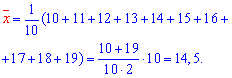 x̅ = 1/10 (10 + 11 + 12 + 13 + 14 + 15 + 16 +
+ 17 + 18 + 19) = (10 + 19)/(10 · 2) · 10 = 14, 5.